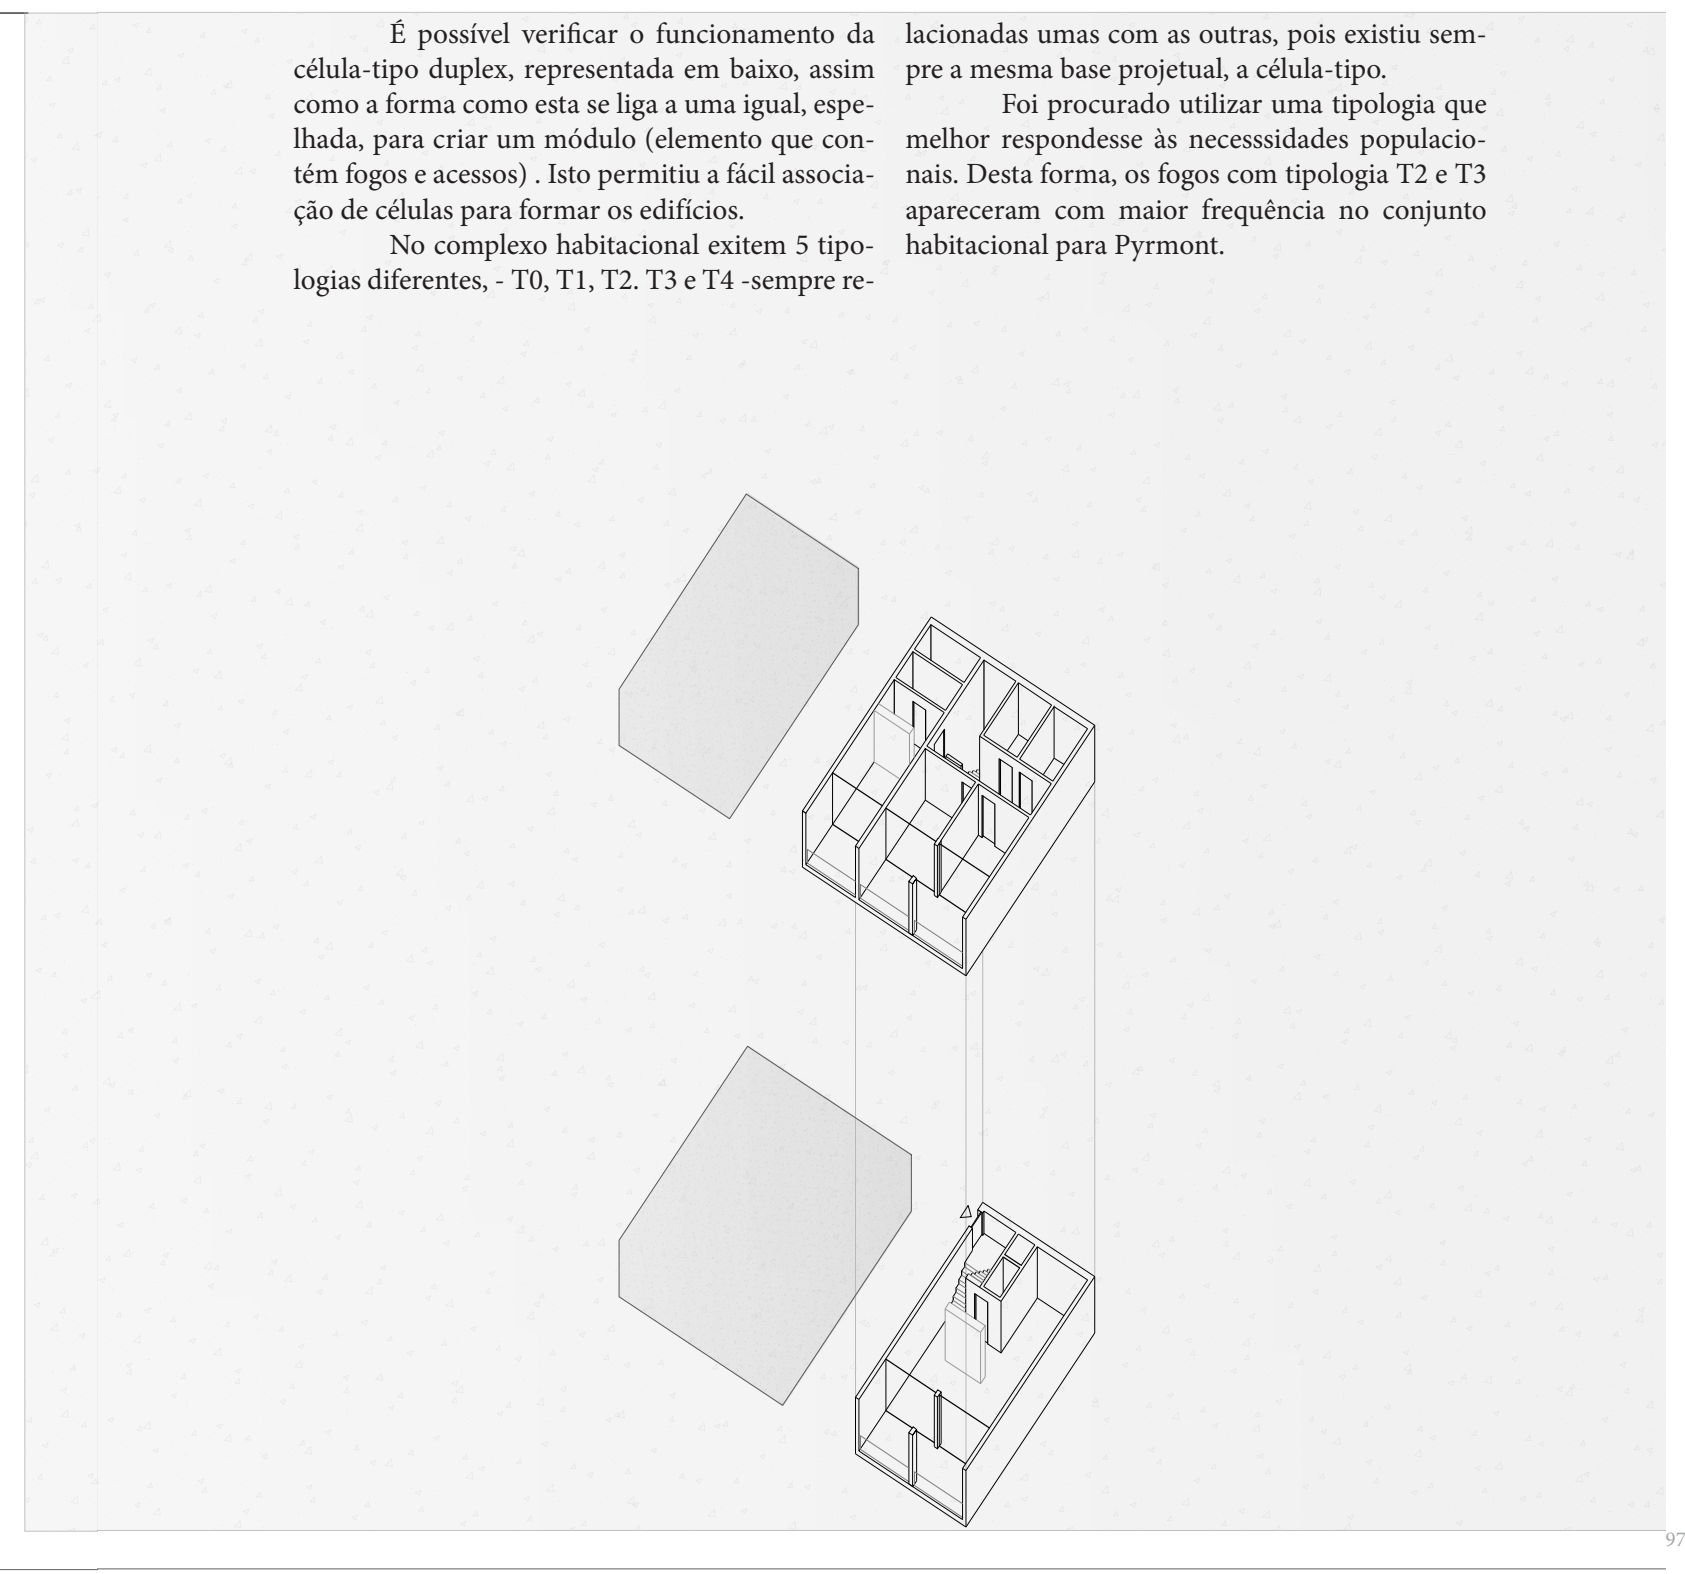 É possível verificar o funcionamento da
célula-tipo duplex, representada em baixo, assim
como a forma como esta se liga a uma igual, espe-
lhada, para criar um módulo (elemento que con-
tém fogos e acessos) . Isto permitiu a fácil associa-
ção de células para formar os edifícios.
No complexo habitacional exitem 5 tipo-
logias diferentes, - T0, T1, T2. T3 e T4 -sempre re-
lacionadas umas com as outras, pois existiu sem-
pre a mesma base projetual, a célula-tipo.
Foi procurado utilizar uma tipologia que
melhor respondesse às necesssidades populacio-
nais. Desta forma, os fogos com tipologia T2 e T3
apareceram com maior frequência no conjunto
habitacional para Pyrmont.
97